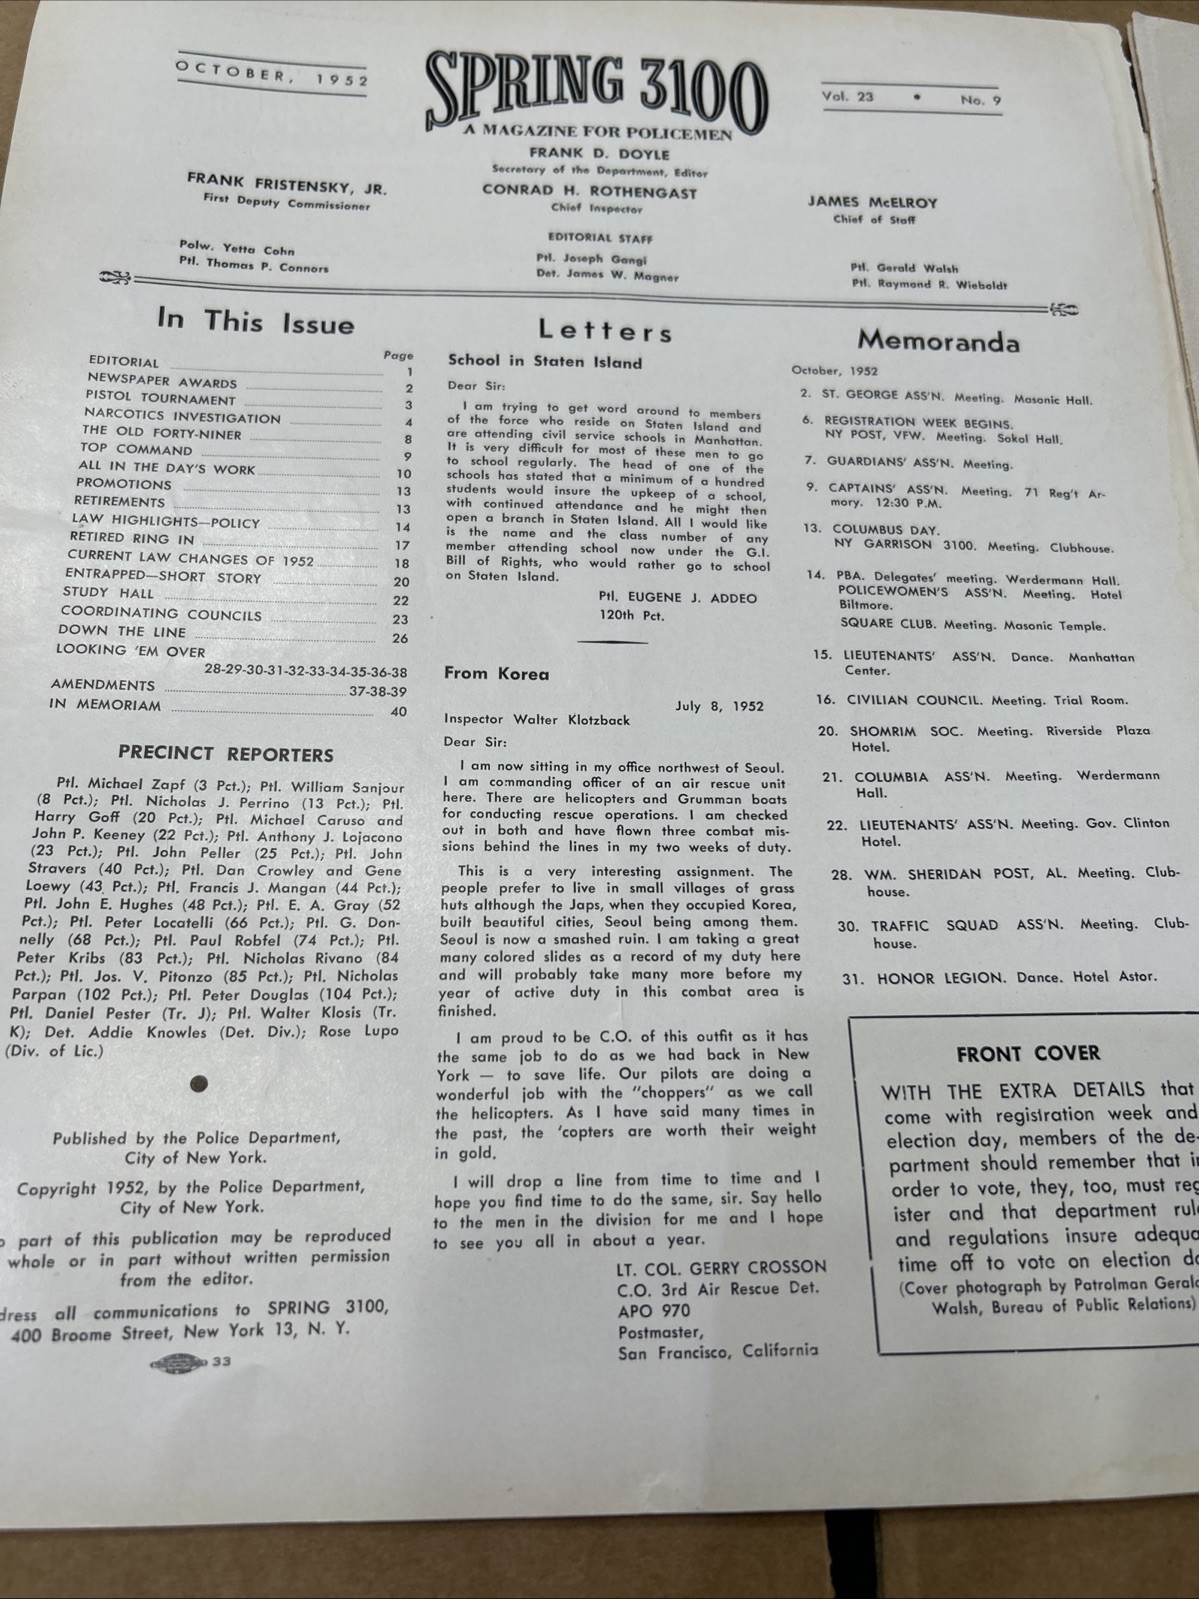 OCTOBER, 1952
SPRING 3100
A MAGAZINE FOR POLICEMEN
Vol. 23 • No. 9
FRANK D. DOYLE
Secretary of the Department, Editor
FRANK FRISTENSKY, JR.
First Deputy Commissioner
CONRAD H. ROTHENGAST
Chief Inspector
JAMES McELROY
Chief of Staff
EDITORIAL STAFF
Polw. Yetta Cohn
Ptl. Thomas P. Connors
Ptl. Joseph Gangi
Det. James W. Magner
Ptl. Gerald Walsh
Ptl. Raymond R. Wieboldt
In This Issue
Page
EDITORIAL 1
NEWSPAPER AWARDS 2
PISTOL TOURNAMENT 3
NARCOTICS INVESTIGATION 4
THE OLD FORTY-NINER 8
TOP COMMAND 9
ALL IN THE DAY'S WORK 10
PROMOTIONS 13
RETIREMENTS 13
LAW HIGHLIGHTS—POLICY 14
RETIRED RING IN 17
CURRENT LAW CHANGES OF 1952 18
ENTRAPPED—SHORT STORY 20
STUDY HALL 22
COORDINATING COUNCILS 23
DOWN THE LINE 26
LOOKING 'EM OVER
28-29-30-31-32-33-34-35-36-38
AMENDMENTS 37-38-39
IN MEMORIAM 40
PRECINCT REPORTERS
Ptl. Michael Zapf (3 Pct.); Ptl. William Sanjour
(8 Pct.); Ptl. Nicholas J. Perrino (13 Pct.); Ptl.
Harry Goff (20 Pct.); Ptl. Michael Caruso and
John P. Keeney (22 Pct.); Ptl. Anthony J. Lojacono
(23 Pct.); Ptl. John Peller (25 Pct.); Ptl. John
Stravers (40 Pct.); Ptl. Dan Crowley and Gene
Loewy (43 Pct.); Ptl. Francis J. Mangan (44 Pct.);
Ptl. John E. Hughes (48 Pct.); Ptl. E. A. Gray (52
Pct.); Ptl. Peter Locatelli (66 Pct.); Ptl. G. Don-
nelly (68 Pct.); Ptl. Paul Robfel (74 Pct.); Ptl.
Peter Kribs (83 Pct.); Ptl. Nicholas Rivano (84
Pct.); Ptl. Jos. V. Pitonzo (85 Pct.); Ptl. Nicholas
Parpan (102 Pct.); Ptl. Peter Douglas (104 Pct.);
Ptl. Daniel Pester (Tr. J); Ptl. Walter Klosis (Tr.
K); Det. Addie Knowles (Det. Div.); Rose Lupo
(Div. of Lic.)
Published by the Police Department,
City of New York.
Copyright 1952, by the Police Department,
City of New York.
part of this publication may be reproduced
whole or in part without written permission
from the editor.
dress all communications to SPRING 3100,
400 Broome Street, New York 13, N. Y.
33
Letters
School in Staten Island
Dear Sir:
I am trying to get word around to members
of the force who reside on Staten Island and
are attending civil service schools in Manhattan.
It is very difficult for most of these men to go
to school regularly. The head of one of the
schools has stated that a minimum of a hundred
students would insure the upkeep of a school,
with continued attendance and he might then
open a branch in Staten Island. All I would like
is the name and the class number of any
member attending school now under the G.I.
Bill of Rights, who would rather go to school
on Staten Island.
Ptl. EUGENE J. ADDEO
120th Pct.
From Korea
July 8, 1952
Inspector Walter Klotzback
Dear Sir:
I am now sitting in my office northwest of Seoul.
I am commanding officer of an air rescue unit
here. There are helicopters and Grumman boats
for conducting rescue operations. I am checked
out in both and have flown three combat mis-
sions behind the lines in my two weeks of duty.
This is a very interesting assignment. The
people prefer to live in small villages of grass
huts although the Japs, when they occupied Korea,
built beautiful cities, Seoul being among them.
Seoul is now a smashed ruin. I am taking a great
many colored slides as a record of my duty here
and will probably take many more before my
year of active duty in this combat area is
finished.
I am proud to be C.O. of this outfit as it has
the same job to do as we had back in New
York — to save life. Our pilots are doing a
wonderful job with the "choppers" as we call
the helicopters. As I have said many times in
the past, the 'copters are worth their weight
in gold.
I will drop a line from time to time and I
hope you find time to do the same, sir. Say hello
to the men in the division for me and I hope
to see you all in about a year.
LT. COL. GERRY CROSSON
C.O. 3rd Air Rescue Det.
APO 970
Postmaster,
San Francisco, California
Memoranda
October, 1952
2. ST. GEORGE ASS'N. Meeting. Masonic Hall.
6. REGISTRATION WEEK BEGINS.
NY POST, VFW. Meeting. Sokol Hall.
7. GUARDIANS' ASS'N. Meeting.
9. CAPTAINS' ASS'N. Meeting. 71 Reg't Ar-
mory. 12:30 P.M.
13. COLUMBUS DAY.
NY GARRISON 3100. Meeting. Clubhouse.
14. PBA. Delegates' meeting. Werdermann Hall.
POLICEWOMEN'S ASS'N. Meeting. Hotel
Biltmore.
SQUARE CLUB. Meeting. Masonic Temple.
15. LIEUTENANTS' ASS'N. Dance. Manhattan
Center.
16. CIVILIAN COUNCIL. Meeting. Trial Room.
20. SHOMRIM SOC. Meeting. Riverside Plaza
Hotel.
21. COLUMBIA ASS'N. Meeting. Werdermann
Hall.
22. LIEUTENANTS' ASS'N. Meeting. Gov. Clinton
Hotel.
28. WM. SHERIDAN POST, AL. Meeting. Club-
house.
30. TRAFFIC SQUAD ASS'N. Meeting. Club-
house.
31. HONOR LEGION. Dance. Hotel Astor.
FRONT COVER
WITH THE EXTRA DETAILS that
come with registration week and
election day, members of the de-
partment should remember that in
order to vote, they, too, must reg
ister and that department rul
and regulations insure adequa
time off to vote on election da
(Cover photograph by Patrolman Geral
Walsh, Bureau of Public Relations)